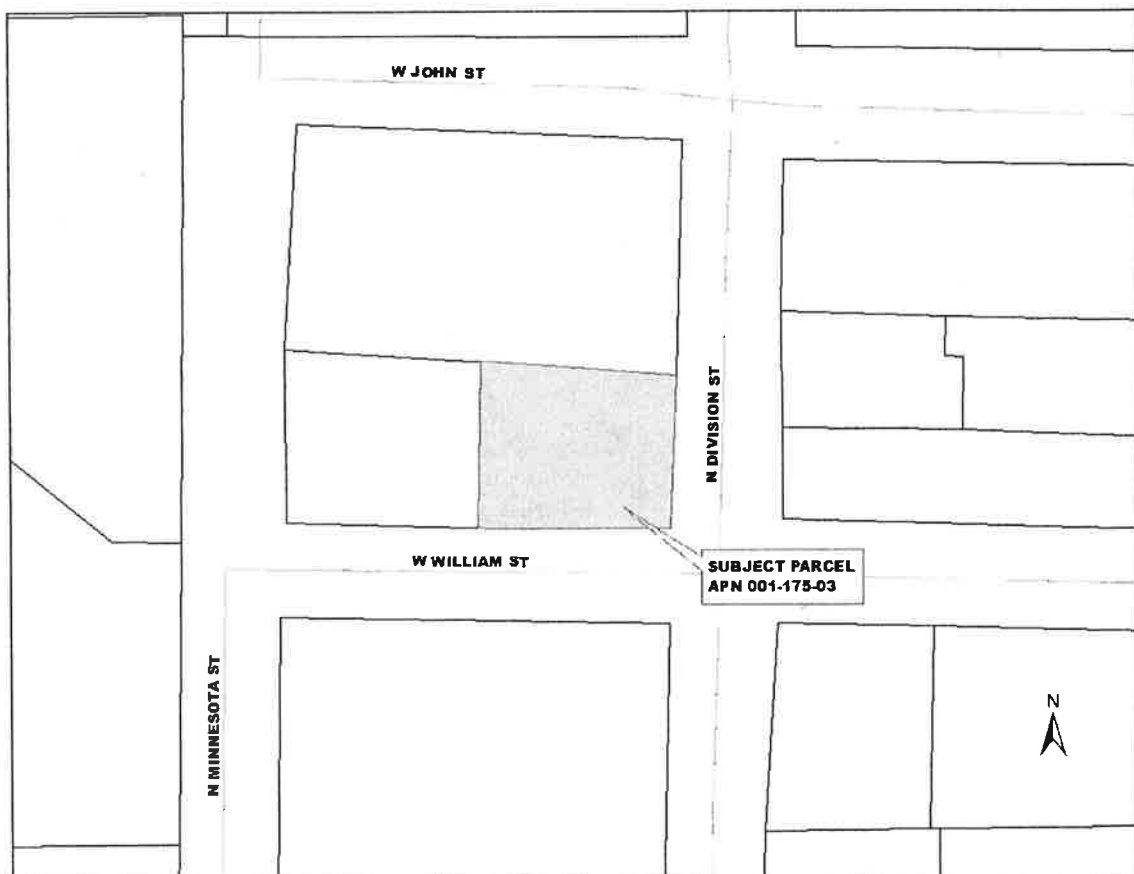 W JOHN ST
N DIVISION ST
W WILLIAM ST
SUBJECT PARCEL
APN 001-175-03
N MINNESOTA ST
N